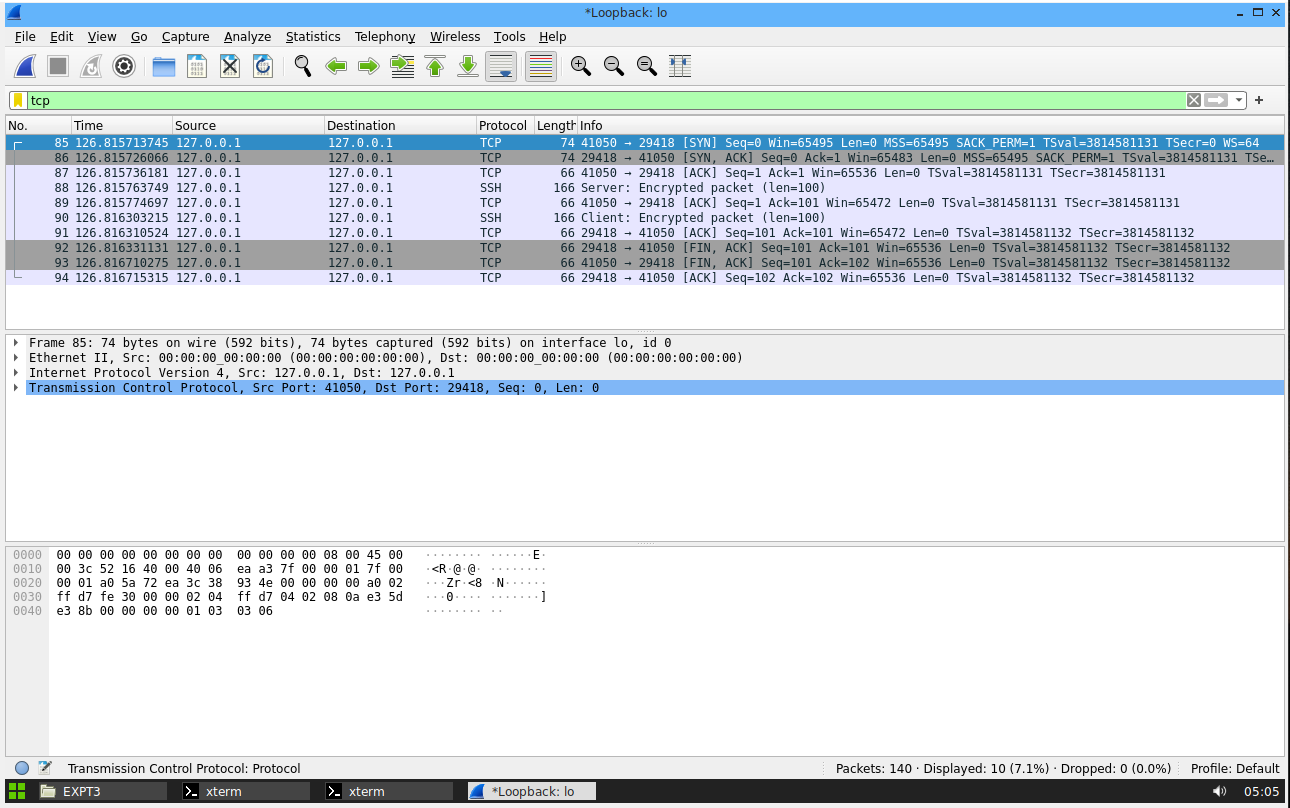 *Loopback: lo
File Edit View Go Capture Analyze Statistics Telephony Wireless Tools Help
tcp
No. Time Source Destination Protocol Length Info
85 126.815713745 127.0.0.1 127.0.0.1 TCP 74 41050 → 29418 [SYN] Seq=0 Win=65495 Len=0 MSS=65495 SACK_PERM=1 TSval=3814581131 TSecr=0 WS=64
86 126.815726066 127.0.0.1 127.0.0.1 TCP 74 29418 → 41050 [SYN, ACK] Seq=0 Ack=1 Win=65483 Len=0 MSS=65495 SACK_PERM=1 TSval=3814581131 TSe…
87 126.815736181 127.0.0.1 127.0.0.1 TCP 66 41050 → 29418 [ACK] Seq=1 Ack=1 Win=65536 Len=0 TSval=3814581131 TSecr=3814581131
88 126.815763749 127.0.0.1 127.0.0.1 SSH 166 Server: Encrypted packet (len=100)
89 126.815774697 127.0.0.1 127.0.0.1 TCP 66 41050 → 29418 [ACK] Seq=1 Ack=101 Win=65472 Len=0 TSval=3814581131 TSecr=3814581131
90 126.816303215 127.0.0.1 127.0.0.1 SSH 166 Client: Encrypted packet (len=100)
91 126.816310524 127.0.0.1 127.0.0.1 TCP 66 29418 → 41050 [ACK] Seq=101 Ack=101 Win=65472 Len=0 TSval=3814581132 TSecr=3814581132
92 126.816331131 127.0.0.1 127.0.0.1 TCP 66 29418 → 41050 [FIN, ACK] Seq=101 Ack=101 Win=65536 Len=0 TSval=3814581132 TSecr=3814581132
93 126.816710275 127.0.0.1 127.0.0.1 TCP 66 41050 → 29418 [FIN, ACK] Seq=101 Ack=102 Win=65536 Len=0 TSval=3814581132 TSecr=3814581132
94 126.816715315 127.0.0.1 127.0.0.1 TCP 66 29418 → 41050 [ACK] Seq=102 Ack=102 Win=65536 Len=0 TSval=3814581132 TSecr=3814581132
Frame 85: 74 bytes on wire (592 bits), 74 bytes captured (592 bits) on interface lo, id 0
Ethernet II, Src: 00:00:00_00:00:00 (00:00:00:00:00:00), Dst: 00:00:00_00:00:00 (00:00:00:00:00:00)
Internet Protocol Version 4, Src: 127.0.0.1, Dst: 127.0.0.1
Transmission Control Protocol, Src Port: 41050, Dst Port: 29418, Seq: 0, Len: 0
0000 00 00 00 00 00 00 00 00 00 00 00 00 08 00 45 00 ········ ······E·
0010 00 3c 52 16 40 00 40 06 ea a3 7f 00 00 01 7f 00 ·<R·@·@· ········
0020 00 01 a0 5a 72 ea 3c 38 93 4e 00 00 00 00 a0 02 ···Zr·<8 ·N······
0030 ff d7 fe 30 00 00 02 04 ff d7 04 02 08 0a e3 5d ···0···· ·······]
0040 e3 8b 00 00 00 00 01 03 03 06 ········ ··
Transmission Control Protocol: Protocol Packets: 140 · Displayed: 10 (7.1%) · Dropped: 0 (0.0%) Profile: Default
EXPT3 xterm xterm *Loopback: lo 05:05